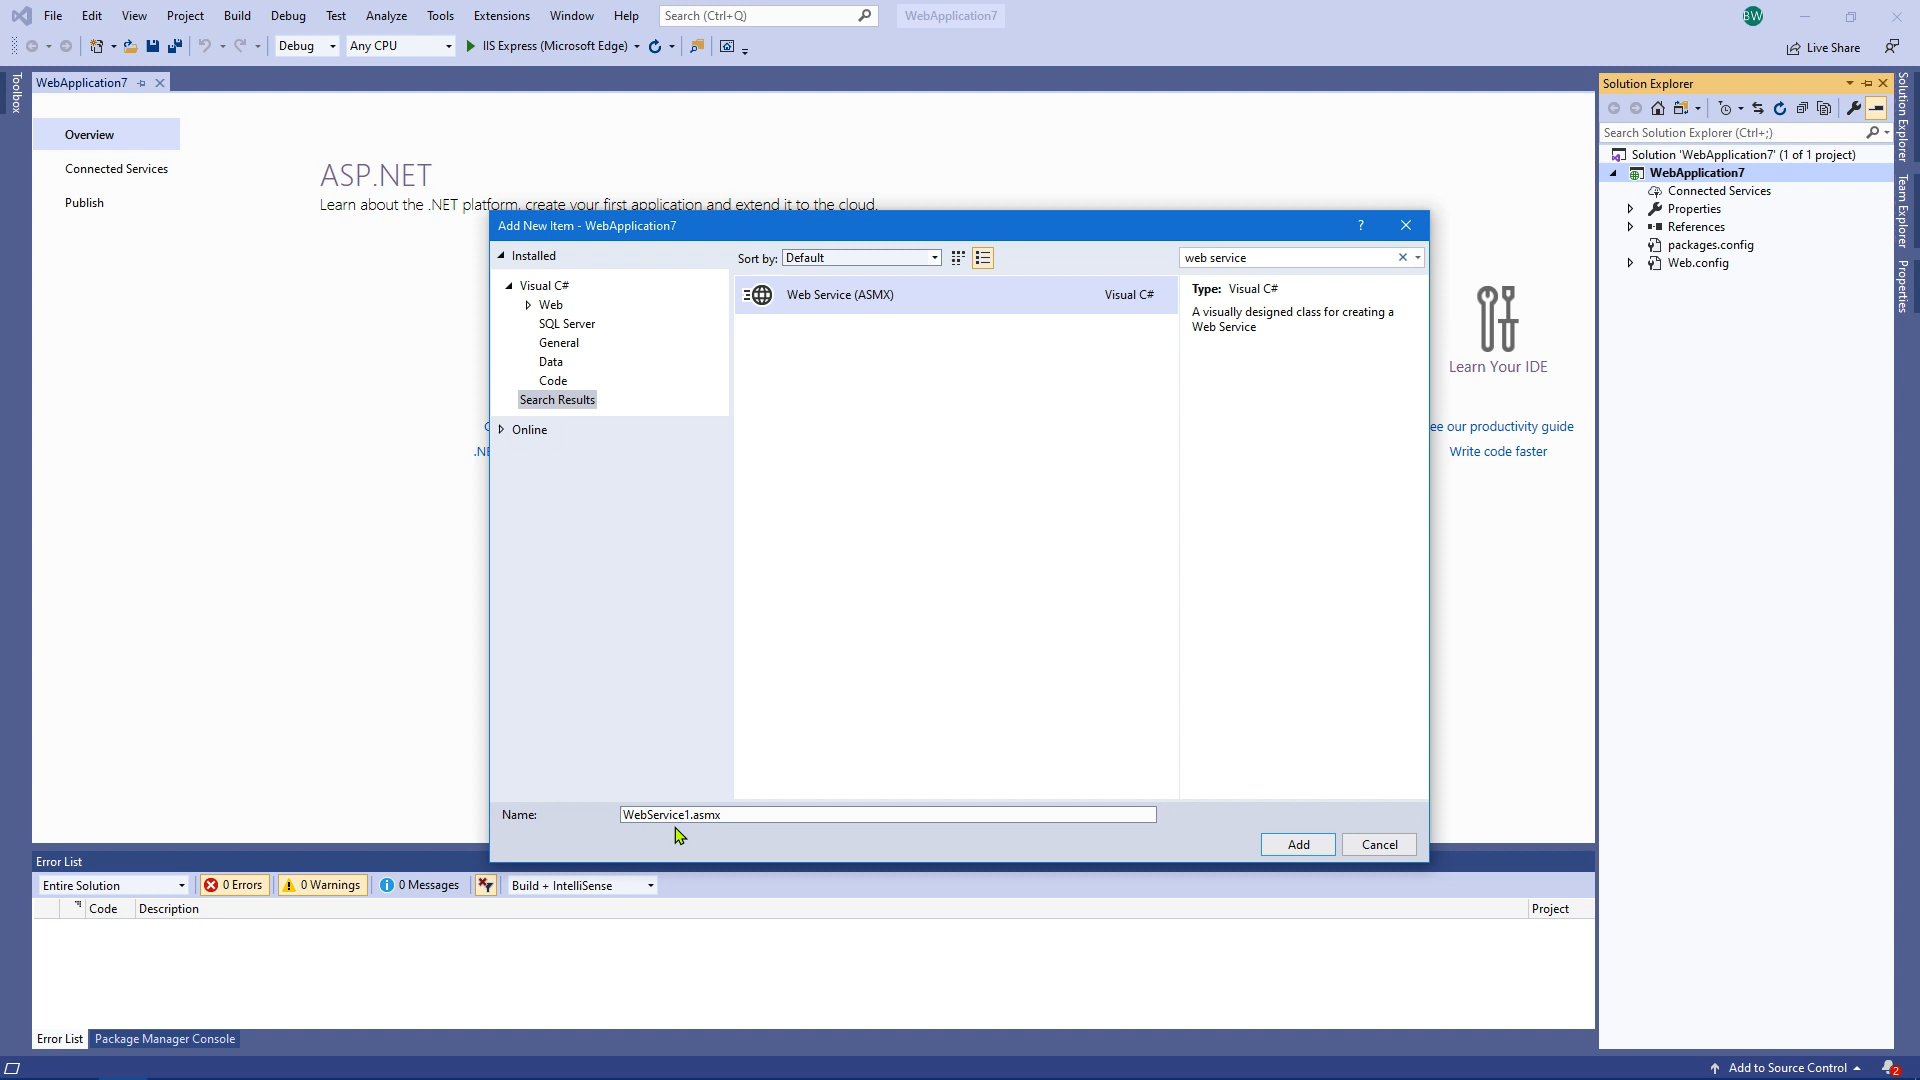 File Edit View Project Build Debug Test Analyze Tools Extensions Window Help Search (Ctrl+Q) WebApplication7 BW
Debug Any CPU IIS Express (Microsoft Edge) Live Share
Toolbox
WebApplication7
Overview
Connected Services
Publish
ASP.NET
Learn about the .NET platform, create your first application and extend it to the cloud.
Learn Your IDE
ee our productivity guide
Write code faster
.NE
Add New Item - WebApplication7 ?
Installed
Sort by: Default
web service
Visual C#
Web
SQL Server
General
Data
Code
Search Results
Online
Web Service (ASMX) Visual C#
Type: Visual C#
A visually designed class for creating a
Web Service
Name: WebService1.asmx
Add Cancel
Solution Explorer
Search Solution Explorer (Ctrl+;)
Solution 'WebApplication7' (1 of 1 project)
WebApplication7
Connected Services
Properties
References
packages.config
Web.config
Solution Explorer
Team Explorer
Properties
Error List
Entire Solution 0 Errors 0 Warnings 0 Messages Build + IntelliSense
Code Description Project
Error List Package Manager Console
Add to Source Control 2